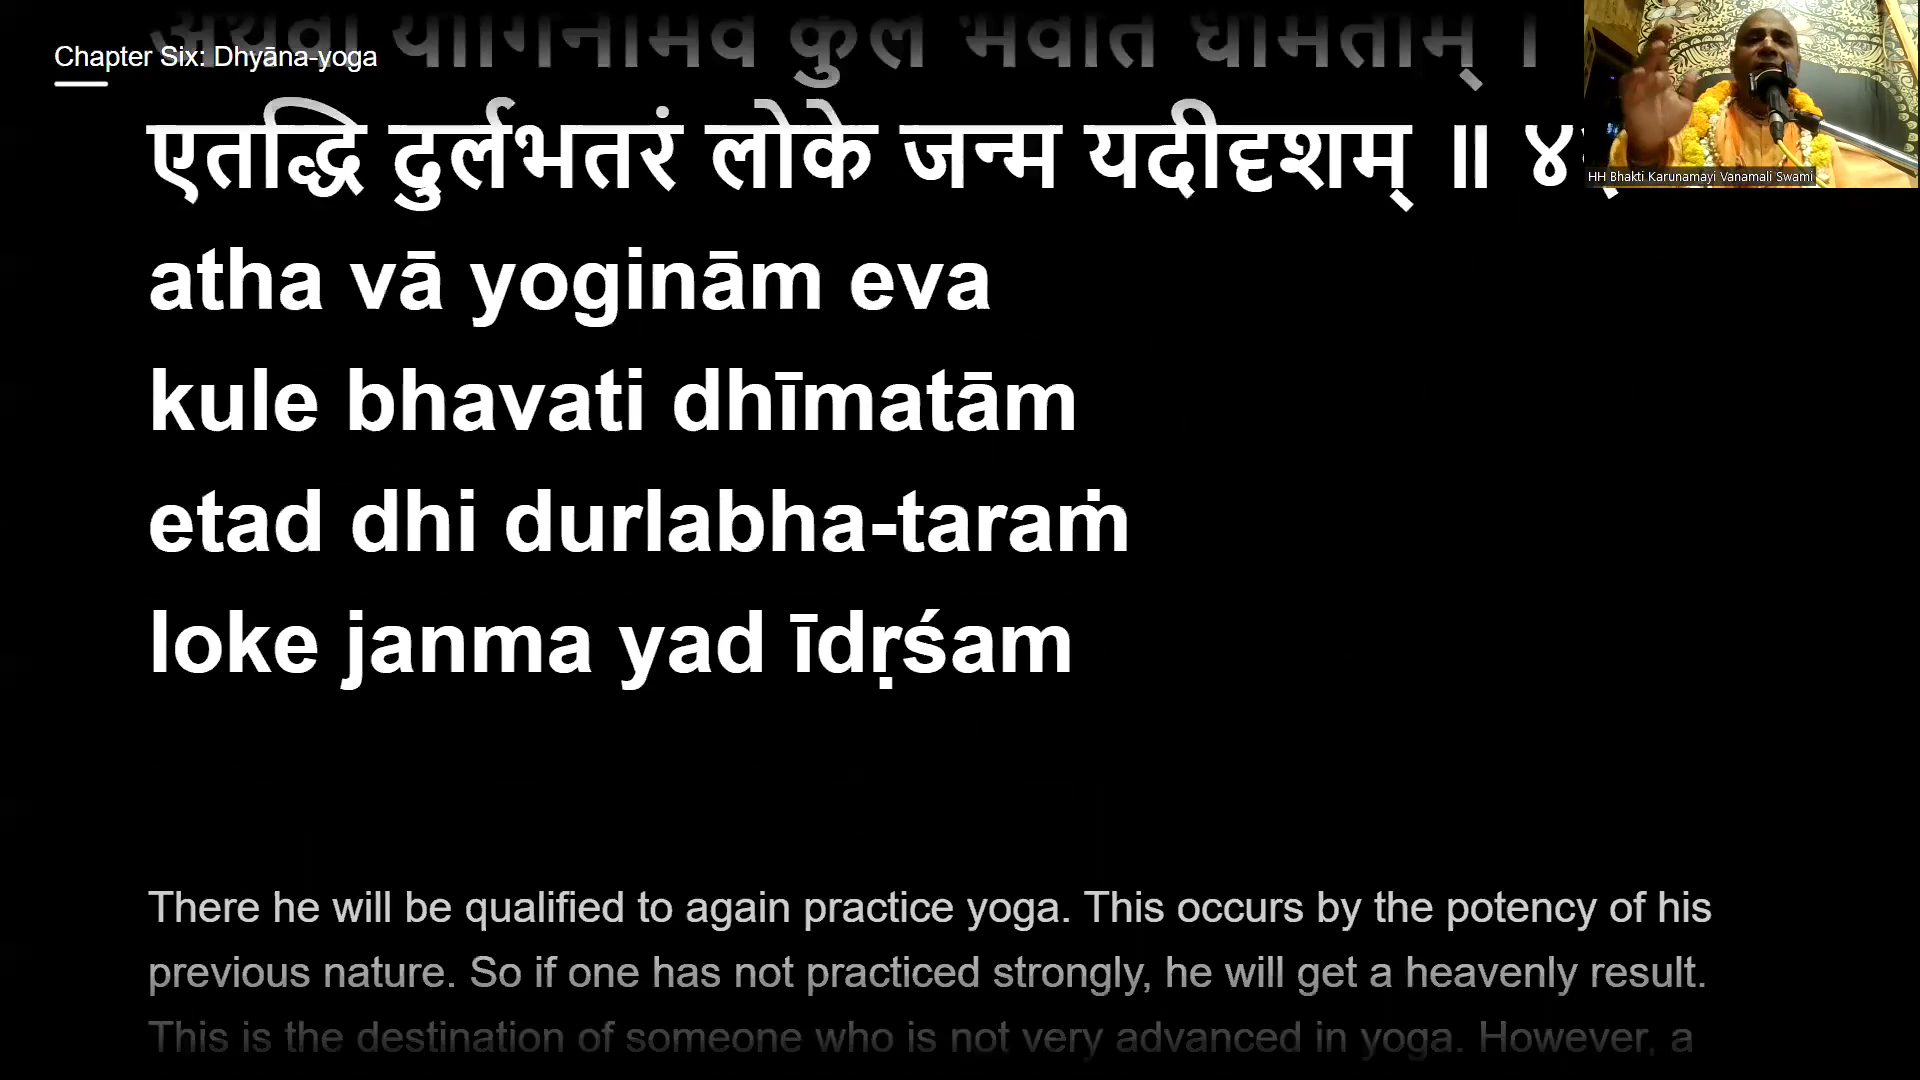 अथवा योगिनामेव कुले भवति धीमताम् ।
Chapter Six: Dhyāna-yoga
एतद्धि दुर्लभतरं लोके जन्म यदीदृशम् ॥
HH Bhakti Karunamayi Vanamali Swami
atha vā yoginām eva
kule bhavati dhīmatām
etad dhi durlabha-taraṁ
loke janma yad īdṛśam
There he will be qualified to again practice yoga. This occurs by the potency of his
previous nature. So if one has not practiced strongly, he will get a heavenly result.
This is the destination of someone who is not very advanced in yoga. However, a